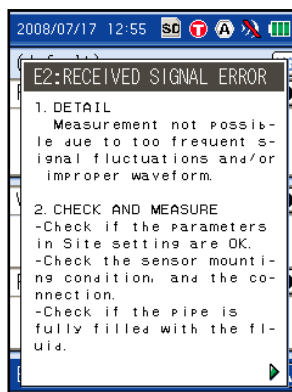 2008/07/17 12:55 SD T A
(default)
E2:RECEIVED SIGNAL ERROR
1. DETAIL
Measurement not possib-
le due to too frequent s-
ignal fluctuations and/or
improper waveform.
2. CHECK AND MEASURE
-Check if the parameters
in Site setting are OK.
-Check the sensor mounti-
ng condition, and the co-
nnection.
-Check if the pipe is
fully filled with the fl-
uid.